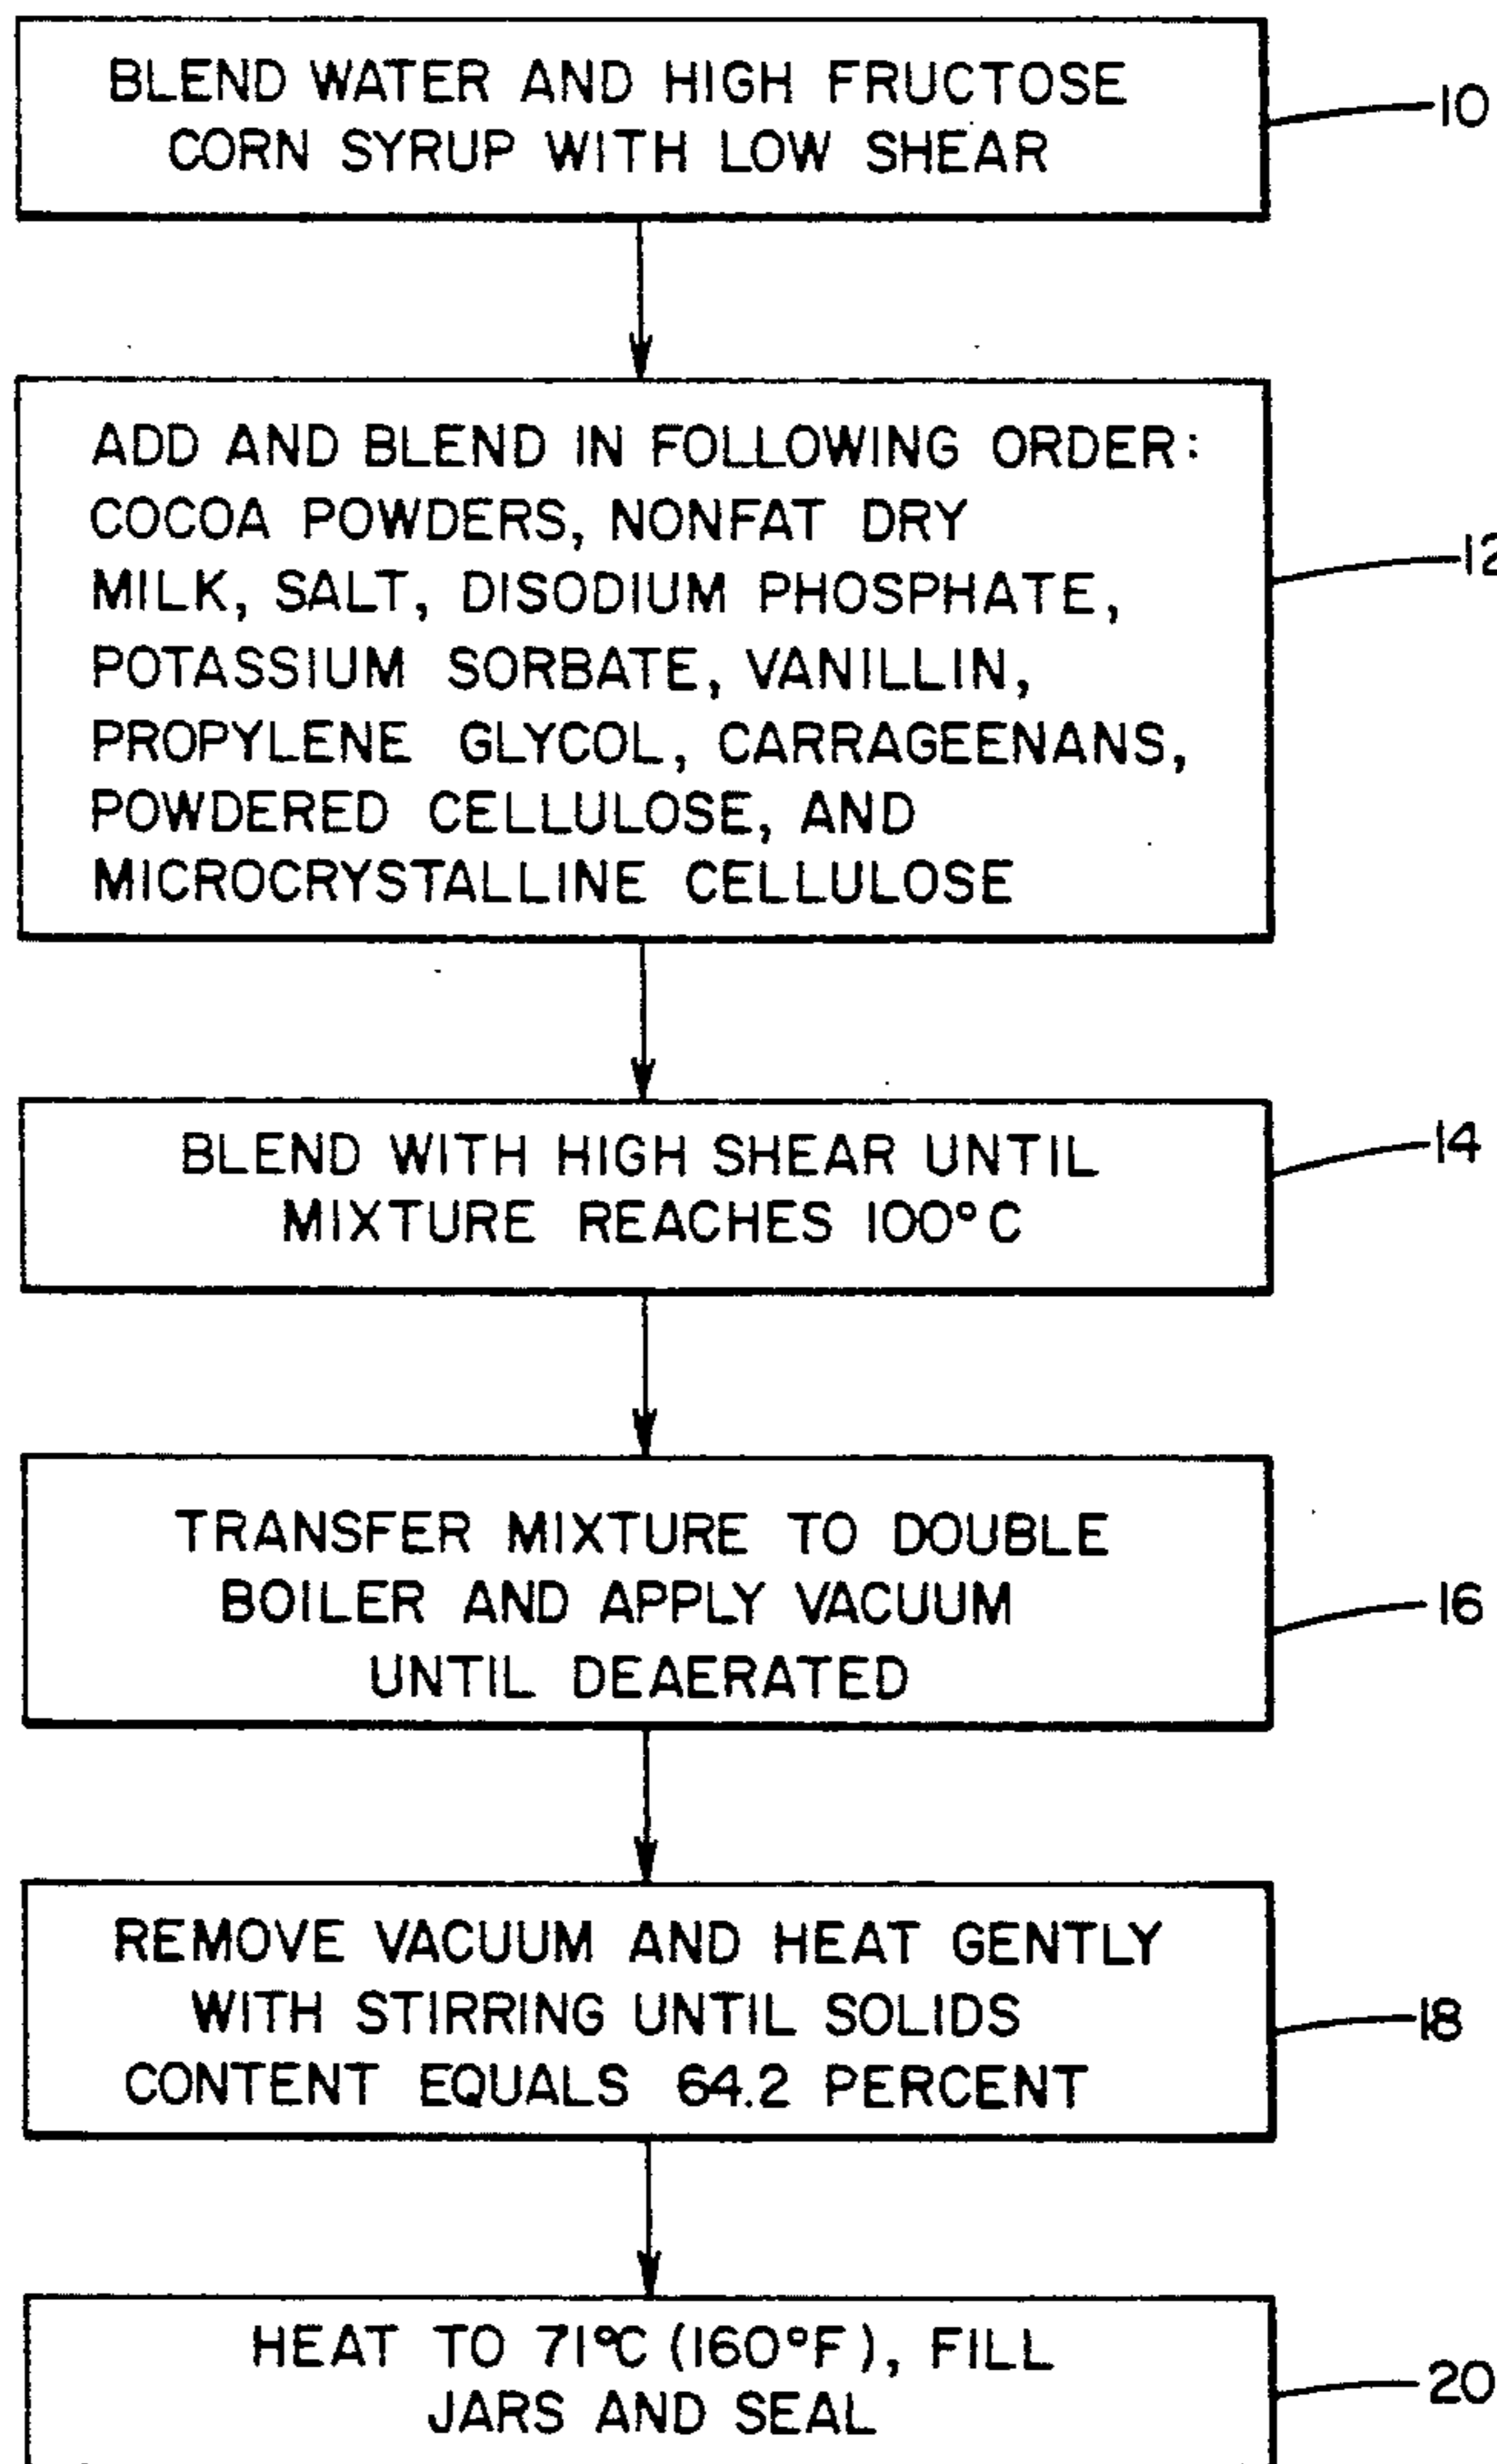 BLEND WATER AND HIGH FRUCTOSE
CORN SYRUP WITH LOW SHEAR
10
ADD AND BLEND IN FOLLOWING ORDER:
COCOA POWDERS, NONFAT DRY
MILK, SALT, DISODIUM PHOSPHATE,
POTASSIUM SORBATE, VANILLIN,
PROPYLENE GLYCOL, CARRAGEENANS,
POWDERED CELLULOSE, AND
MICROCRYSTALLINE CELLULOSE
12
BLEND WITH HIGH SHEAR UNTIL
MIXTURE REACHES 100°C
14
TRANSFER MIXTURE TO DOUBLE
BOILER AND APPLY VACUUM
UNTIL DEAERATED
16
REMOVE VACUUM AND HEAT GENTLY
WITH STIRRING UNTIL SOLIDS
CONTENT EQUALS 64.2 PERCENT
18
HEAT TO 71°C (160°F), FILL
JARS AND SEAL
20